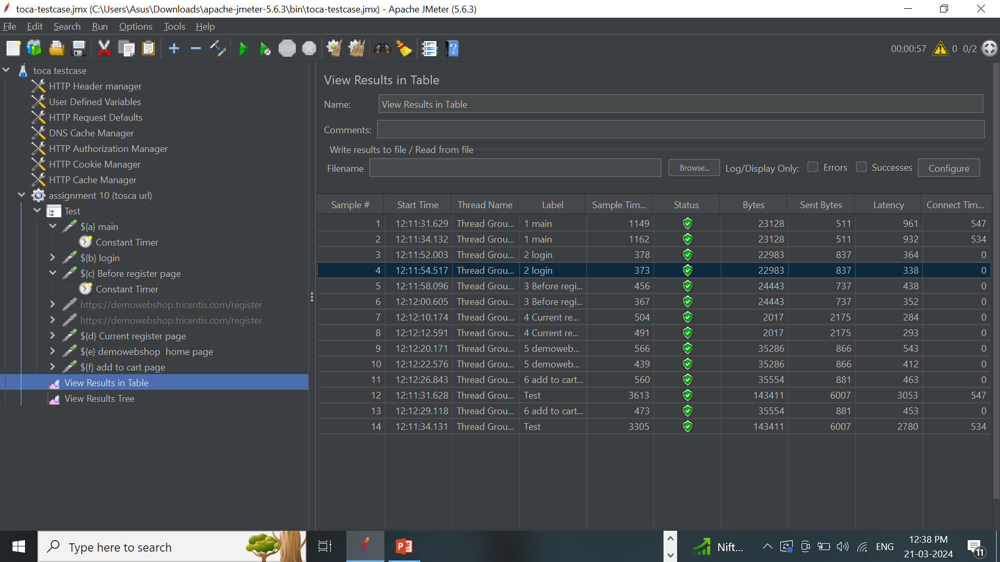 toca-testcase.jmx (C:\Users\Asus\Downloads\apache-jmeter-5.6.3\bin\toca-testcase.jmx) - Apache JMeter (5.6.3)
File Edit Search Run Options Tools Help
STOP 00:00:57 0 0/2
toca testcase
HTTP Header manager
User Defined Variables
HTTP Request Defaults
DNS Cache Manager
HTTP Authorization Manager
HTTP Cookie Manager
HTTP Cache Manager
assignment 10 (tosca url)
Test
${a} main
Constant Timer
${b} login
${c} Before register page
Constant Timer
https://demowebshop.tricentis.com/register
https://demowebshop.tricentis.com/register
${d} Current register page
${e} demowebshop  home page
${f} add to cart page
View Results in Table
View Results Tree
View Results in Table
Name: View Results in Table
Comments:
Write results to file / Read from file
Filename Browse... Log/Display Only: Errors Successes Configure
Sample # Start Time Thread Name Label Sample Tim... Status Bytes Sent Bytes Latency Connect Tim...
1 12:11:31.629 Thread Grou... 1 main 1149 23128 511 961 547
2 12:11:34.132 Thread Grou... 1 main 1162 23128 511 932 534
3 12:11:52.003 Thread Grou... 2 login 378 22983 837 364 0
4 12:11:54.517 Thread Grou... 2 login 373 22983 837 338 0
5 12:11:58.096 Thread Grou... 3 Before regi... 456 24443 737 438 0
6 12:12:00.605 Thread Grou... 3 Before regi... 367 24443 737 352 0
7 12:12:10.174 Thread Grou... 4 Current re... 504 2017 2175 284 0
8 12:12:12.591 Thread Grou... 4 Current re... 491 2017 2175 293 0
9 12:12:20.171 Thread Grou... 5 demoweb... 566 35286 866 543 0
10 12:12:22.576 Thread Grou... 5 demoweb... 439 35286 866 412 0
11 12:12:26.843 Thread Grou... 6 add to cart... 560 35554 881 463 0
12 12:11:31.628 Thread Grou... Test 3613 143411 6007 3053 547
13 12:12:29.118 Thread Grou... 6 add to cart... 473 35554 881 453 0
14 12:11:34.131 Thread Grou... Test 3305 143411 6007 2780 534
Type here to search
Nift... ENG 12:38 PM
21-03-2024
11